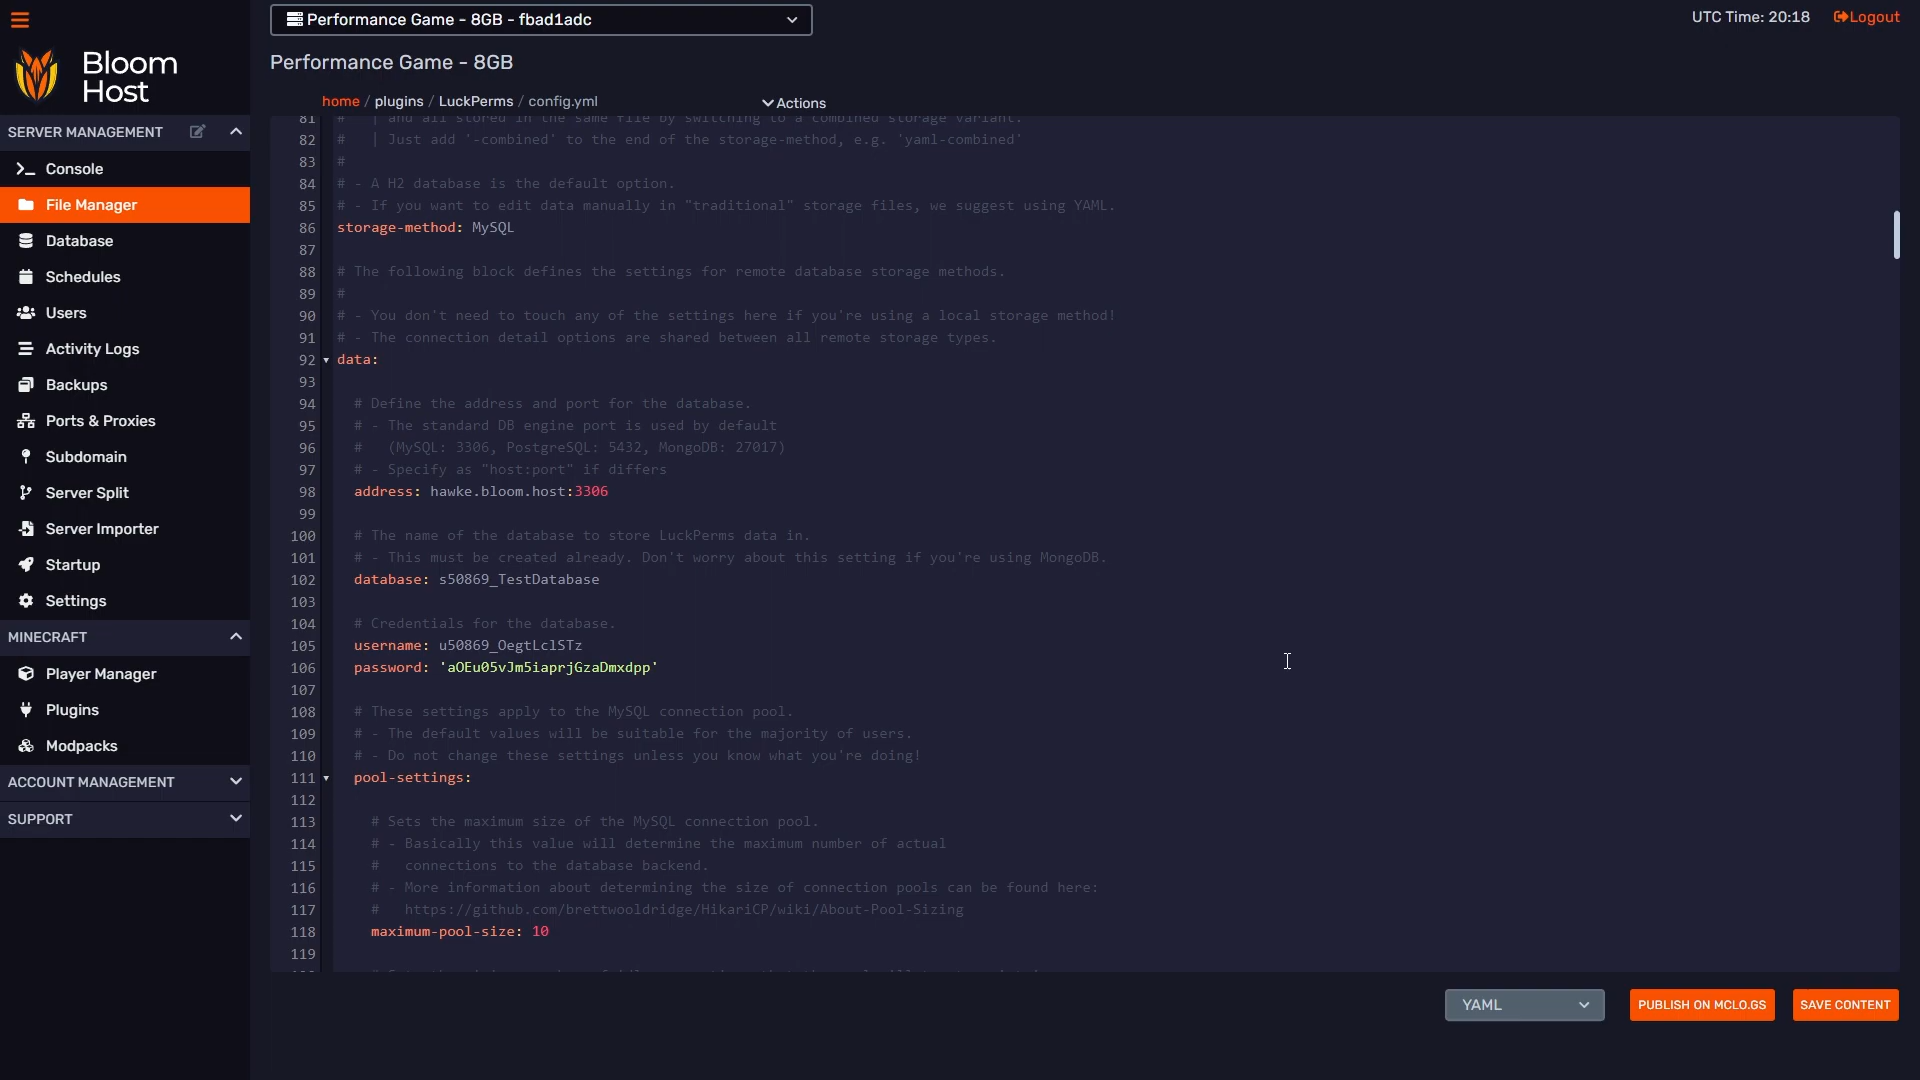 Performance Game - 8GB - fbad1adc
UTC Time: 20:18
Logout
Bloom
Host
Performance Game - 8GB
home / plugins / LuckPerms / config.yml
Actions
SERVER MANAGEMENT
Console
File Manager
Database
Schedules
Users
Activity Logs
Backups
Ports & Proxies
Subdomain
Server Split
Server Importer
Startup
Settings
MINECRAFT
Player Manager
Plugins
Modpacks
ACCOUNT MANAGEMENT
SUPPORT
81 #   | and all stored in the same file by switching to a combined storage variant.
82 #   | Just add '-combined' to the end of the storage-method, e.g. 'yaml-combined'
83 #
84 # - A H2 database is the default option.
85 # - If you want to edit data manually in "traditional" storage files, we suggest using YAML.
86 storage-method: MySQL
87
88 # The following block defines the settings for remote database storage methods.
89 #
90 # - You don't need to touch any of the settings here if you're using a local storage method!
91 # - The connection detail options are shared between all remote storage types.
92 data:
93
94   # Define the address and port for the database.
95   # - The standard DB engine port is used by default
96   #   (MySQL: 3306, PostgreSQL: 5432, MongoDB: 27017)
97   # - Specify as "host:port" if differs
98   address: hawke.bloom.host:3306
99
100   # The name of the database to store LuckPerms data in.
101   # - This must be created already. Don't worry about this setting if you're using MongoDB.
102   database: s50869_TestDatabase
103
104   # Credentials for the database.
105   username: u50869_OegtLclSTz
106   password: 'aOEu05vJm5iaprjGzaDmxdpp'
107
108   # These settings apply to the MySQL connection pool.
109   # - The default values will be suitable for the majority of users.
110   # - Do not change these settings unless you know what you're doing!
111   pool-settings:
112
113     # Sets the maximum size of the MySQL connection pool.
114     # - Basically this value will determine the maximum number of actual
115     #   connections to the database backend.
116     # - More information about determining the size of connection pools can be found here:
117     #   https://github.com/brettwooldridge/HikariCP/wiki/About-Pool-Sizing
118     maximum-pool-size: 10
119
YAML
PUBLISH ON MCLO.GS
SAVE CONTENT